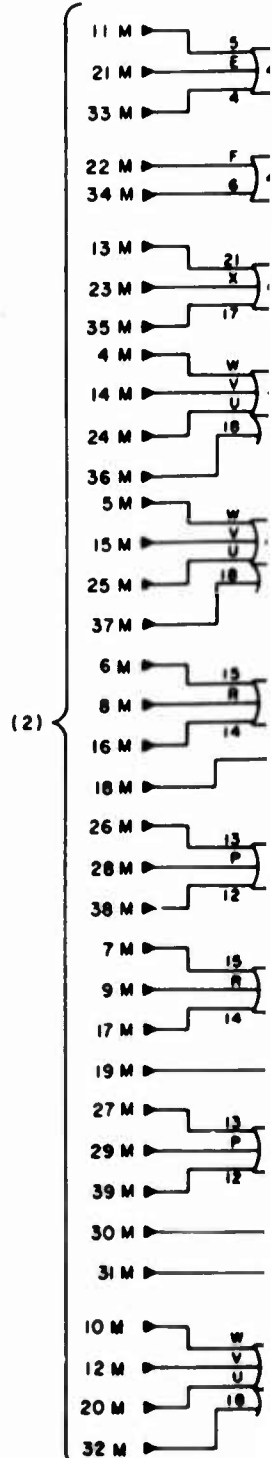 11 M 5
21 M E 4
33 M 4
22 M F 4
34 M 6
13 M 21
23 M X
35 M 17
4 M W
14 M V
24 M U
36 M 18
5 M W
15 M V
25 M U
37 M 18
6 M 15
(2) 8 M R
16 M 14
18 M
26 M 13
28 M P
38 M 12
7 M 15
9 M R
17 M 14
19 M
27 M 13
29 M P
39 M 12
30 M
31 M
10 M W
12 M V
20 M U
32 M 18